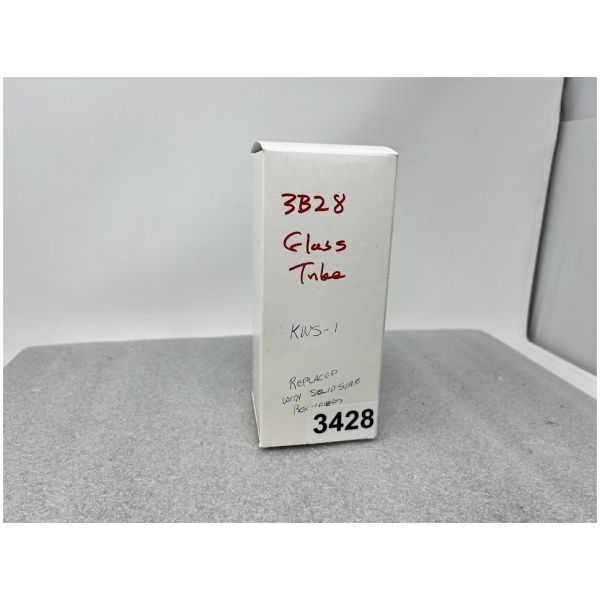 3B28
Glass
Tube
KWS-1
REPLACED
WITH SOLID STATE
RECTIFIERS
3428